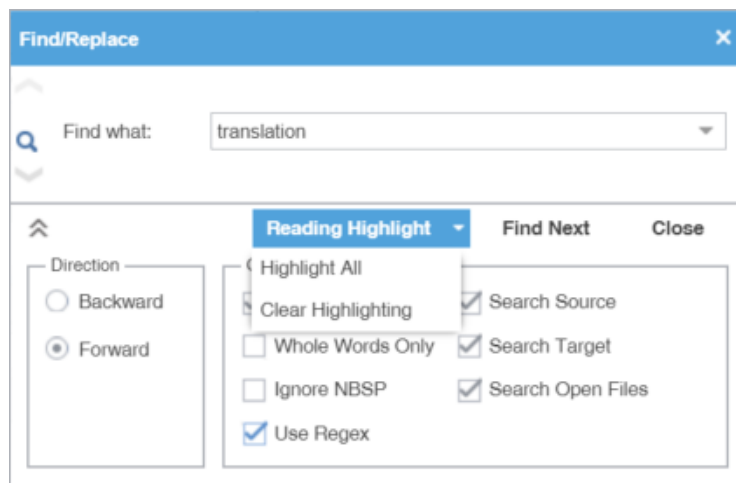 Find/Replace
Find what:
translation
Reading Highlight
Find Next
Close
Highlight All
Clear Highlighting
Direction
Backward
Forward
Search Source
Whole Words Only
Search Target
Ignore NBSP
Search Open Files
Use Regex